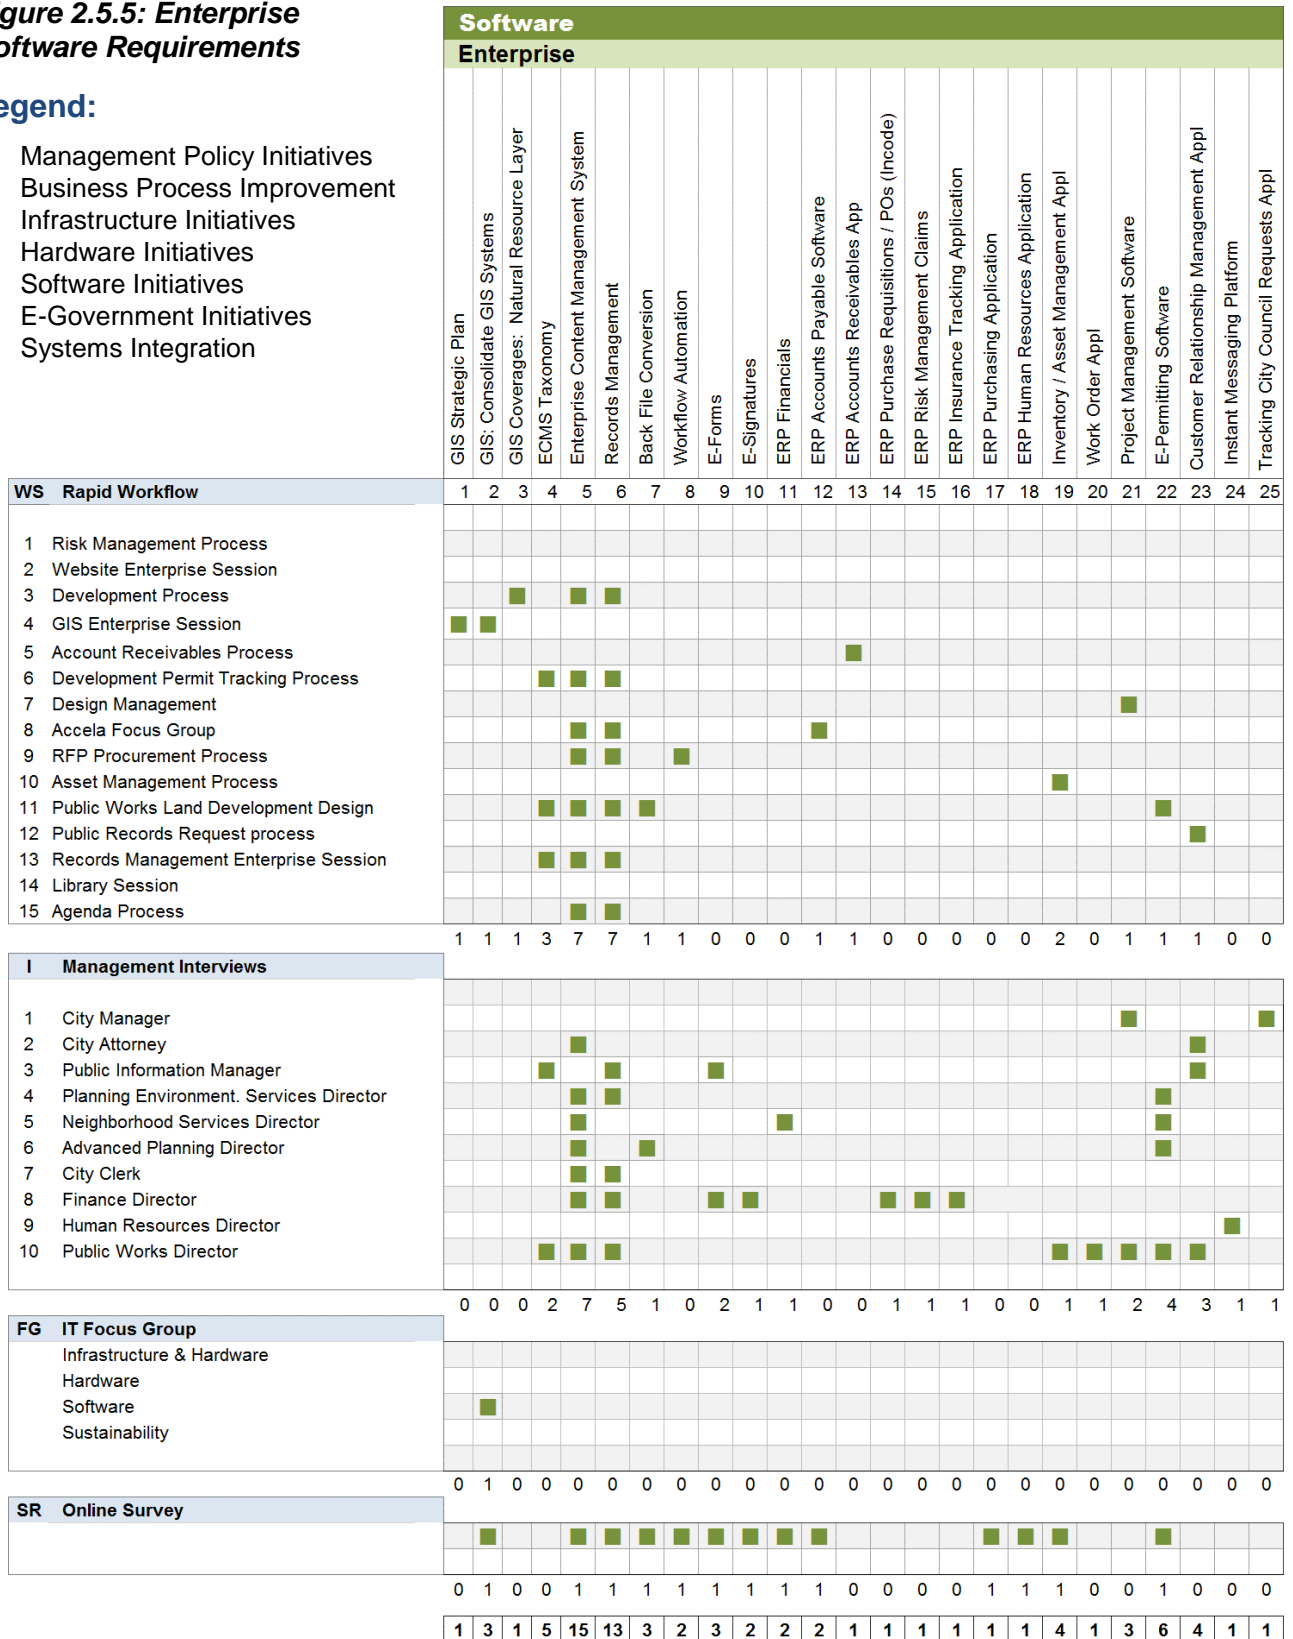 igure 2.5.5: Enterprise
oftware Requirements
Software
Enterprise
egend:
Management Policy Initiatives
Business Process Improvement
Infrastructure Initiatives
Hardware Initiatives
Software Initiatives
E-Government Initiatives
Systems Integration
GIS Strategic Plan
GIS: Consolidate GIS Systems
GIS Coverages: Natural Resource Layer
ECMS Taxonomy
Enterprise Content Management System
Records Management
Back File Conversion
Workflow Automation
E-Forms
E-Signatures
ERP Financials
ERP Accounts Payable Software
ERP Accounts Receivables App
ERP Purchase Requisitions / POs (Incode)
ERP Risk Management Claims
ERP Insurance Tracking Application
ERP Purchasing Application
ERP Human Resources Application
Inventory / Asset Management Appl
Work Order Appl
Project Management Software
E-Permitting Software
Customer Relationship Management Appl
Instant Messaging Platform
Tracking City Council Requests Appl
WS Rapid Workflow 1 2 3 4 5 6 7 8 9 10 11 12 13 14 15 16 17 18 19 20 21 22 23 24 25
1 Risk Management Process
2 Website Enterprise Session
3 Development Process
4 GIS Enterprise Session
5 Account Receivables Process
6 Development Permit Tracking Process
7 Design Management
8 Accela Focus Group
9 RFP Procurement Process
10 Asset Management Process
11 Public Works Land Development Design
12 Public Records Request process
13 Records Management Enterprise Session
14 Library Session
15 Agenda Process
1 1 1 3 7 7 1 1 0 0 0 1 1 0 0 0 0 0 2 0 1 1 1 0 0
I Management Interviews
1 City Manager
2 City Attorney
3 Public Information Manager
4 Planning Environment. Services Director
5 Neighborhood Services Director
6 Advanced Planning Director
7 City Clerk
8 Finance Director
9 Human Resources Director
10 Public Works Director
0 0 0 2 7 5 1 0 2 1 1 0 0 1 1 1 0 0 1 1 2 4 3 1 1
FG IT Focus Group
Infrastructure & Hardware
Hardware
Software
Sustainability
0 1 0 0 0 0 0 0 0 0 0 0 0 0 0 0 0 0 0 0 0 0 0 0 0
SR Online Survey
0 1 0 0 1 1 1 1 1 1 1 1 0 0 0 0 1 1 1 0 0 1 0 0 0
1 3 1 5 15 13 3 2 3 2 2 2 1 1 1 1 1 1 4 1 3 6 4 1 1